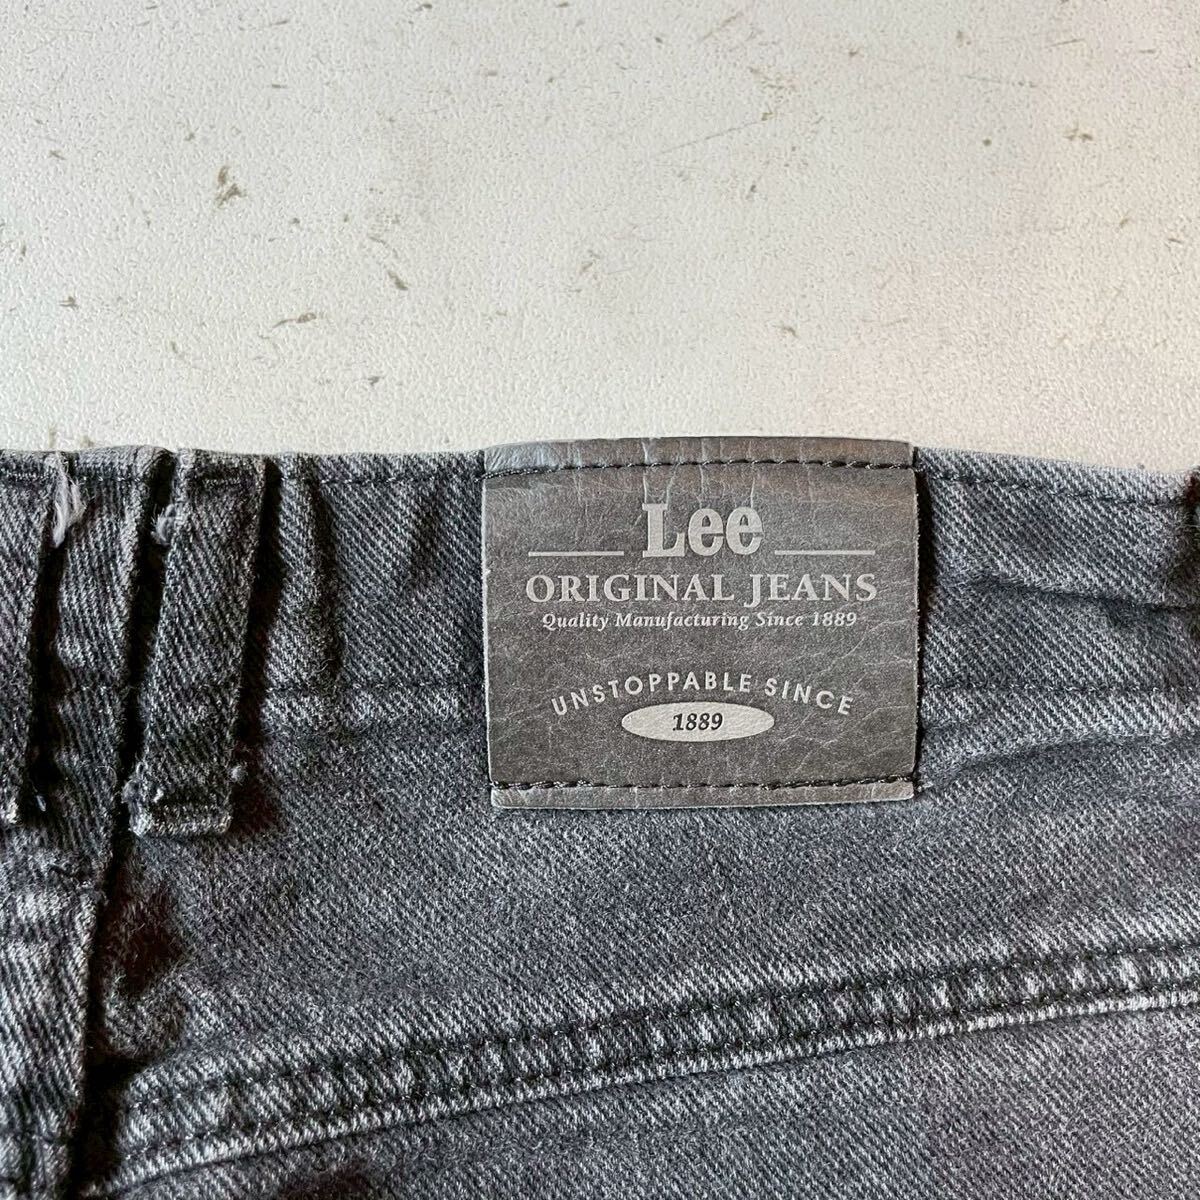 Lee
ORIGINAL JEANS
Quality Manufacturing Since 1889
UNSTOPPABLE SINCE
1889